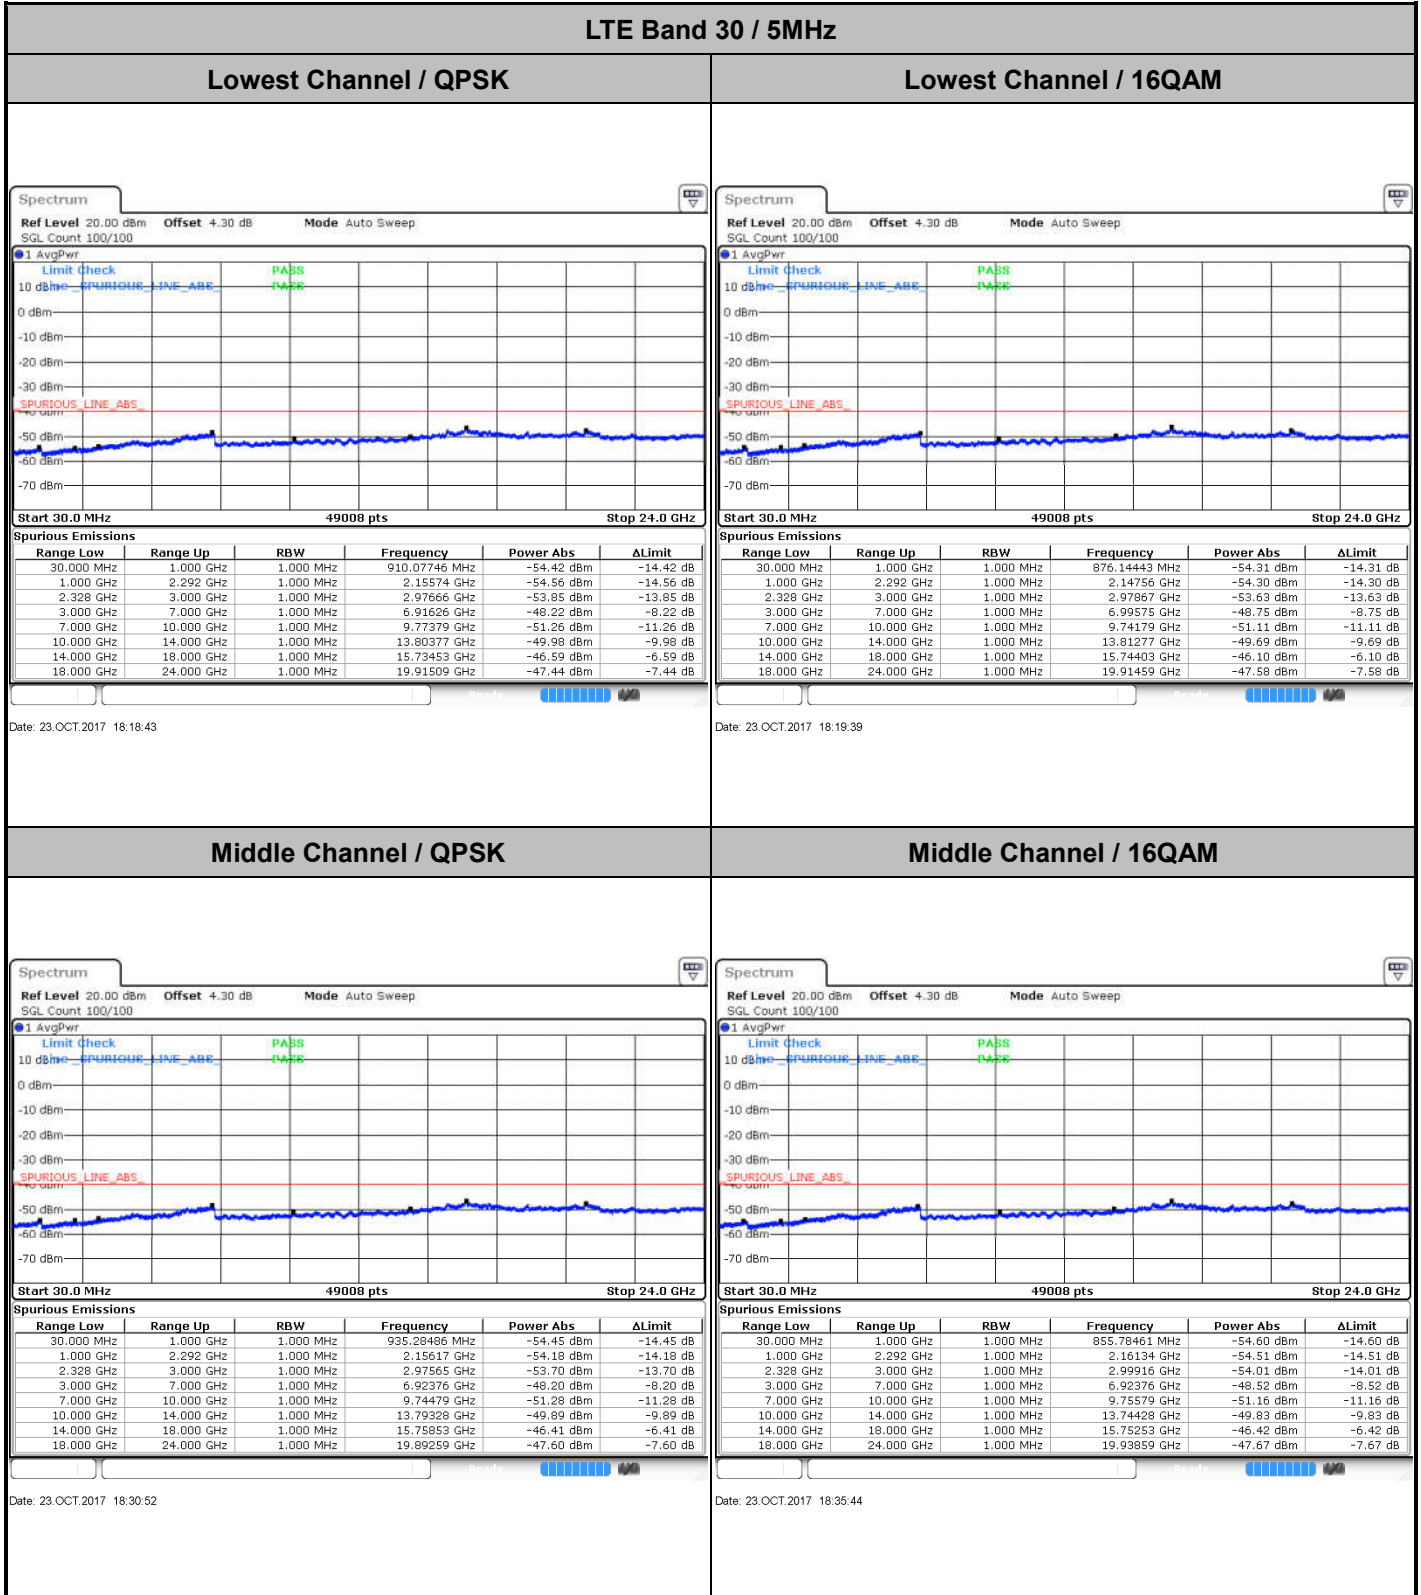 LTE Band 30 / 5MHz
Lowest Channel / QPSK
Lowest Channel / 16QAM
Spectrum
Ref Level 20.00 dBm Offset 4.30 dB Mode Auto Sweep
SGL Count 100/100
1 AvgPwr
Limit Check PASS
Line _SPURIOUS_LINE_ABS_ PASS
10 dBm
0 dBm
-10 dBm
-20 dBm
-30 dBm
_SPURIOUS_LINE_ABS_
-40 dBm
-50 dBm
-60 dBm
-70 dBm
Start 30.0 MHz 49008 pts Stop 24.0 GHz
Spurious Emissions
Range Low Range Up RBW Frequency Power Abs ΔLimit
30.000 MHz 1.000 GHz 1.000 MHz 910.07746 MHz -54.42 dBm -14.42 dB
1.000 GHz 2.292 GHz 1.000 MHz 2.15574 GHz -54.56 dBm -14.56 dB
2.328 GHz 3.000 GHz 1.000 MHz 2.97666 GHz -53.85 dBm -13.85 dB
3.000 GHz 7.000 GHz 1.000 MHz 6.91626 GHz -48.22 dBm -8.22 dB
7.000 GHz 10.000 GHz 1.000 MHz 9.77379 GHz -51.26 dBm -11.26 dB
10.000 GHz 14.000 GHz 1.000 MHz 13.80377 GHz -49.98 dBm -9.98 dB
14.000 GHz 18.000 GHz 1.000 MHz 15.73453 GHz -46.59 dBm -6.59 dB
18.000 GHz 24.000 GHz 1.000 MHz 19.91509 GHz -47.44 dBm -7.44 dB
Ready
Date: 23.OCT.2017 18:18:43
Spectrum
Ref Level 20.00 dBm Offset 4.30 dB Mode Auto Sweep
SGL Count 100/100
1 AvgPwr
Limit Check PASS
Line _SPURIOUS_LINE_ABS_ PASS
10 dBm
0 dBm
-10 dBm
-20 dBm
-30 dBm
_SPURIOUS_LINE_ABS_
-40 dBm
-50 dBm
-60 dBm
-70 dBm
Start 30.0 MHz 49008 pts Stop 24.0 GHz
Spurious Emissions
Range Low Range Up RBW Frequency Power Abs ΔLimit
30.000 MHz 1.000 GHz 1.000 MHz 876.14443 MHz -54.31 dBm -14.31 dB
1.000 GHz 2.292 GHz 1.000 MHz 2.14756 GHz -54.30 dBm -14.30 dB
2.328 GHz 3.000 GHz 1.000 MHz 2.97867 GHz -53.63 dBm -13.63 dB
3.000 GHz 7.000 GHz 1.000 MHz 6.99575 GHz -48.75 dBm -8.75 dB
7.000 GHz 10.000 GHz 1.000 MHz 9.74179 GHz -51.11 dBm -11.11 dB
10.000 GHz 14.000 GHz 1.000 MHz 13.81277 GHz -49.69 dBm -9.69 dB
14.000 GHz 18.000 GHz 1.000 MHz 15.74403 GHz -46.10 dBm -6.10 dB
18.000 GHz 24.000 GHz 1.000 MHz 19.91459 GHz -47.58 dBm -7.58 dB
Date: 23.OCT.2017 18:19:39
Middle Channel / QPSK
Middle Channel / 16QAM
Spectrum
Ref Level 20.00 dBm Offset 4.30 dB Mode Auto Sweep
SGL Count 100/100
1 AvgPwr
Limit Check PASS
Line _SPURIOUS_LINE_ABS_ PASS
10 dBm
0 dBm
-10 dBm
-20 dBm
-30 dBm
_SPURIOUS_LINE_ABS_
-40 dBm
-50 dBm
-60 dBm
-70 dBm
Start 30.0 MHz 49008 pts Stop 24.0 GHz
Spurious Emissions
Range Low Range Up RBW Frequency Power Abs ΔLimit
30.000 MHz 1.000 GHz 1.000 MHz 935.28486 MHz -54.45 dBm -14.45 dB
1.000 GHz 2.292 GHz 1.000 MHz 2.15617 GHz -54.18 dBm -14.18 dB
2.328 GHz 3.000 GHz 1.000 MHz 2.97565 GHz -53.70 dBm -13.70 dB
3.000 GHz 7.000 GHz 1.000 MHz 6.92376 GHz -48.20 dBm -8.20 dB
7.000 GHz 10.000 GHz 1.000 MHz 9.74479 GHz -51.28 dBm -11.28 dB
10.000 GHz 14.000 GHz 1.000 MHz 13.79328 GHz -49.89 dBm -9.89 dB
14.000 GHz 18.000 GHz 1.000 MHz 15.75853 GHz -46.41 dBm -6.41 dB
18.000 GHz 24.000 GHz 1.000 MHz 19.89259 GHz -47.60 dBm -7.60 dB
Ready
Date: 23.OCT.2017 18:30:52
Spectrum
Ref Level 20.00 dBm Offset 4.30 dB Mode Auto Sweep
SGL Count 100/100
1 AvgPwr
Limit Check PASS
Line _SPURIOUS_LINE_ABS_ PASS
10 dBm
0 dBm
-10 dBm
-20 dBm
-30 dBm
_SPURIOUS_LINE_ABS_
-40 dBm
-50 dBm
-60 dBm
-70 dBm
Start 30.0 MHz 49008 pts Stop 24.0 GHz
Spurious Emissions
Range Low Range Up RBW Frequency Power Abs ΔLimit
30.000 MHz 1.000 GHz 1.000 MHz 855.78461 MHz -54.60 dBm -14.60 dB
1.000 GHz 2.292 GHz 1.000 MHz 2.16134 GHz -54.51 dBm -14.51 dB
2.328 GHz 3.000 GHz 1.000 MHz 2.99916 GHz -54.01 dBm -14.01 dB
3.000 GHz 7.000 GHz 1.000 MHz 6.92376 GHz -48.52 dBm -8.52 dB
7.000 GHz 10.000 GHz 1.000 MHz 9.75579 GHz -51.16 dBm -11.16 dB
10.000 GHz 14.000 GHz 1.000 MHz 13.74428 GHz -49.83 dBm -9.83 dB
14.000 GHz 18.000 GHz 1.000 MHz 15.75253 GHz -46.42 dBm -6.42 dB
18.000 GHz 24.000 GHz 1.000 MHz 19.93859 GHz -47.67 dBm -7.67 dB
Date: 23.OCT.2017 18:35:44